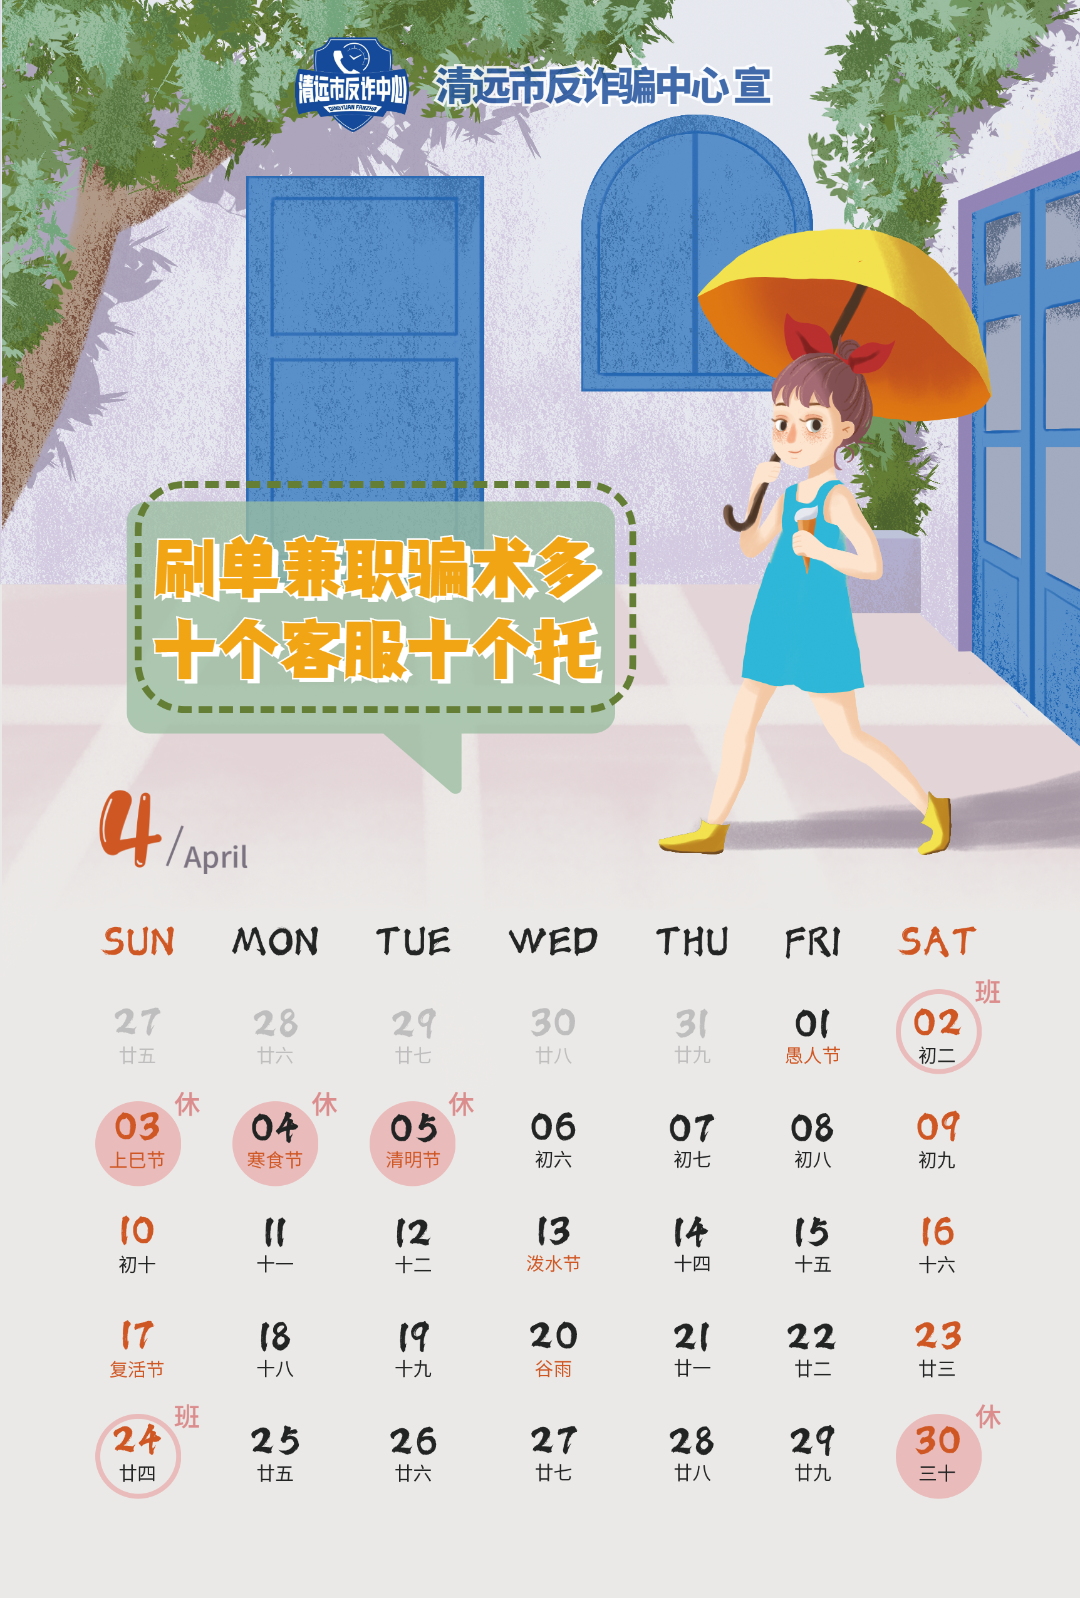 清远市反诈中心
QINGYUAN FANZHA
清远市反诈骗中心 宣
刷单兼职骗术多
十个客服十个托
4/April
SUN MON TUE WED THU FRI SAT
班
27 28 29 30 31 01 02
廿五 廿六 廿七 廿八 廿九 愚人节 初二
休 休 休
03 04 05 06 07 08 09
上巳节 寒食节 清明节 初六 初七 初八 初九
10 11 12 13 14 15 16
初十 十一 十二 泼水节 十四 十五 十六
17 18 19 20 21 22 23
复活节 十八 十九 谷雨 廿一 廿二 廿三
班 休
24 25 26 27 28 29 30
廿四 廿五 廿六 廿七 廿八 廿九 三十